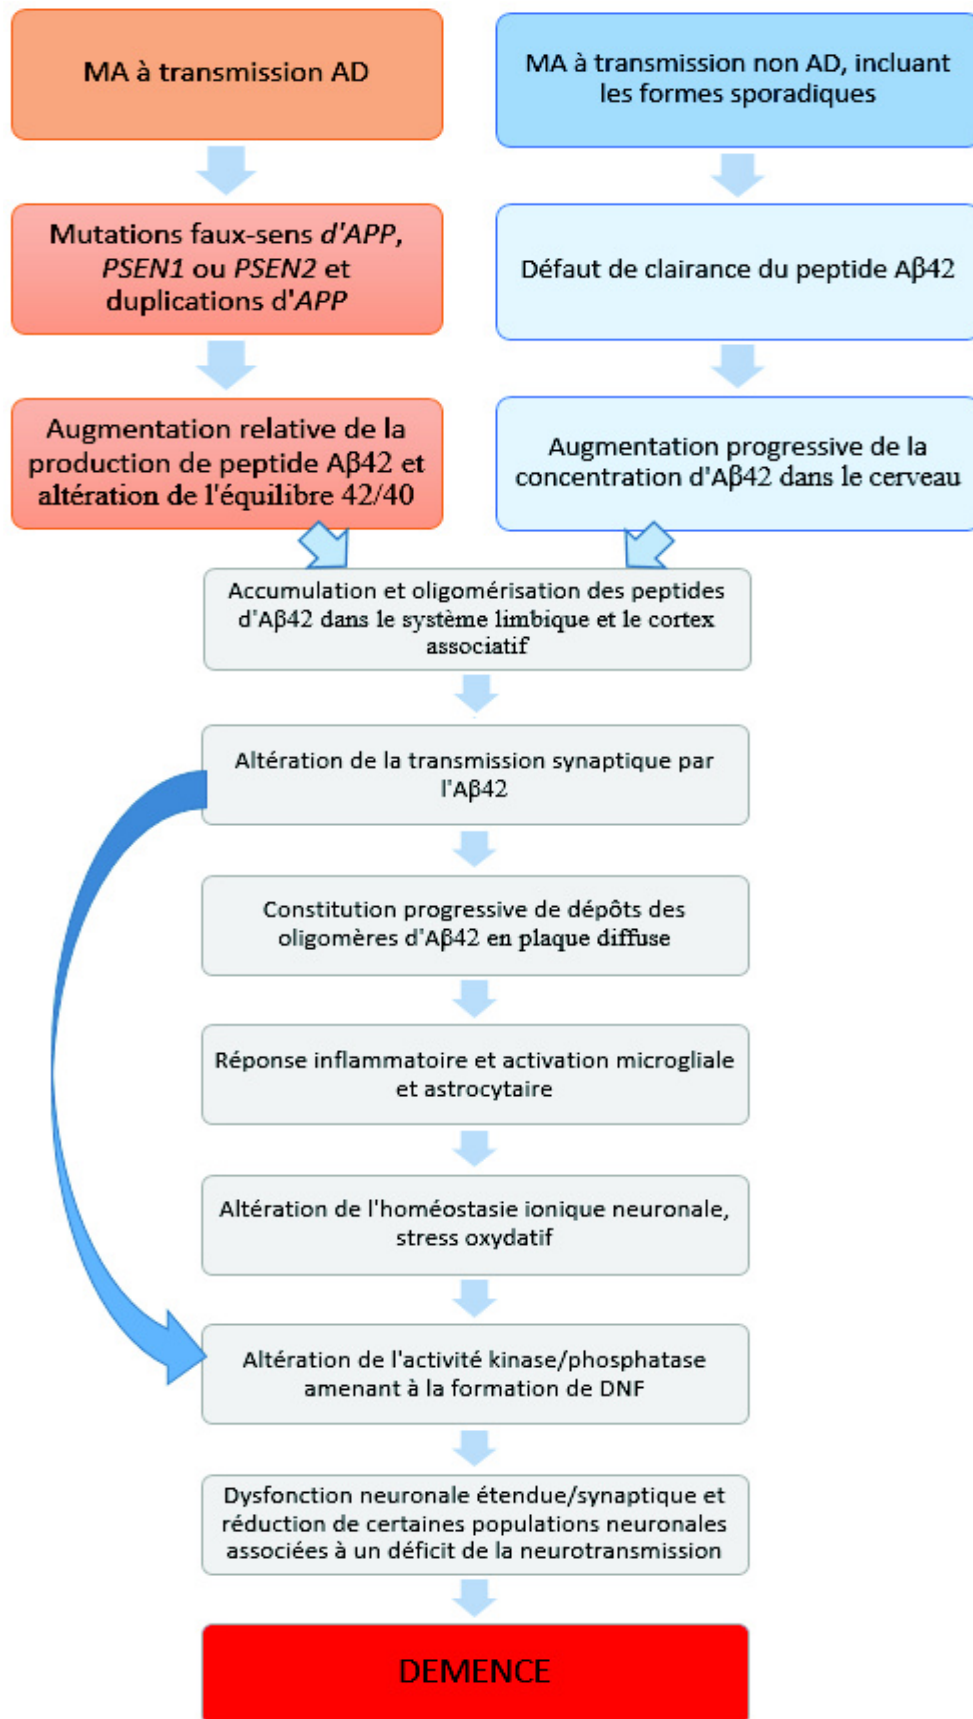 MA à transmission AD
MA à transmission non AD, incluant
les formes sporadiques
Mutations faux-sens d'APP,
PSEN1 ou PSEN2 et
duplications d'APP
Défaut de clairance du peptide Aβ42
Augmentation relative de la
production de peptide Aβ42 et
altération de l'équilibre 42/40
Augmentation progressive de la
concentration d'Aβ42 dans le cerveau
Accumulation et oligomérisation des peptides
d'Aβ42 dans le système limbique et le cortex
associatif
Altération de la transmission synaptique par
l'Aβ42
Constitution progressive de dépôts des
oligomères d'Aβ42 en plaque diffuse
Réponse inflammatoire et activation microgliale
et astrocytaire
Altération de l'homéostasie ionique neuronale,
stress oxydatif
Altération de l'activité kinase/phosphatase
amenant à la formation de DNF
Dysfonction neuronale étendue/synaptique et
réduction de certaines populations neuronales
associées à un déficit de la neurotransmission
DEMENCE